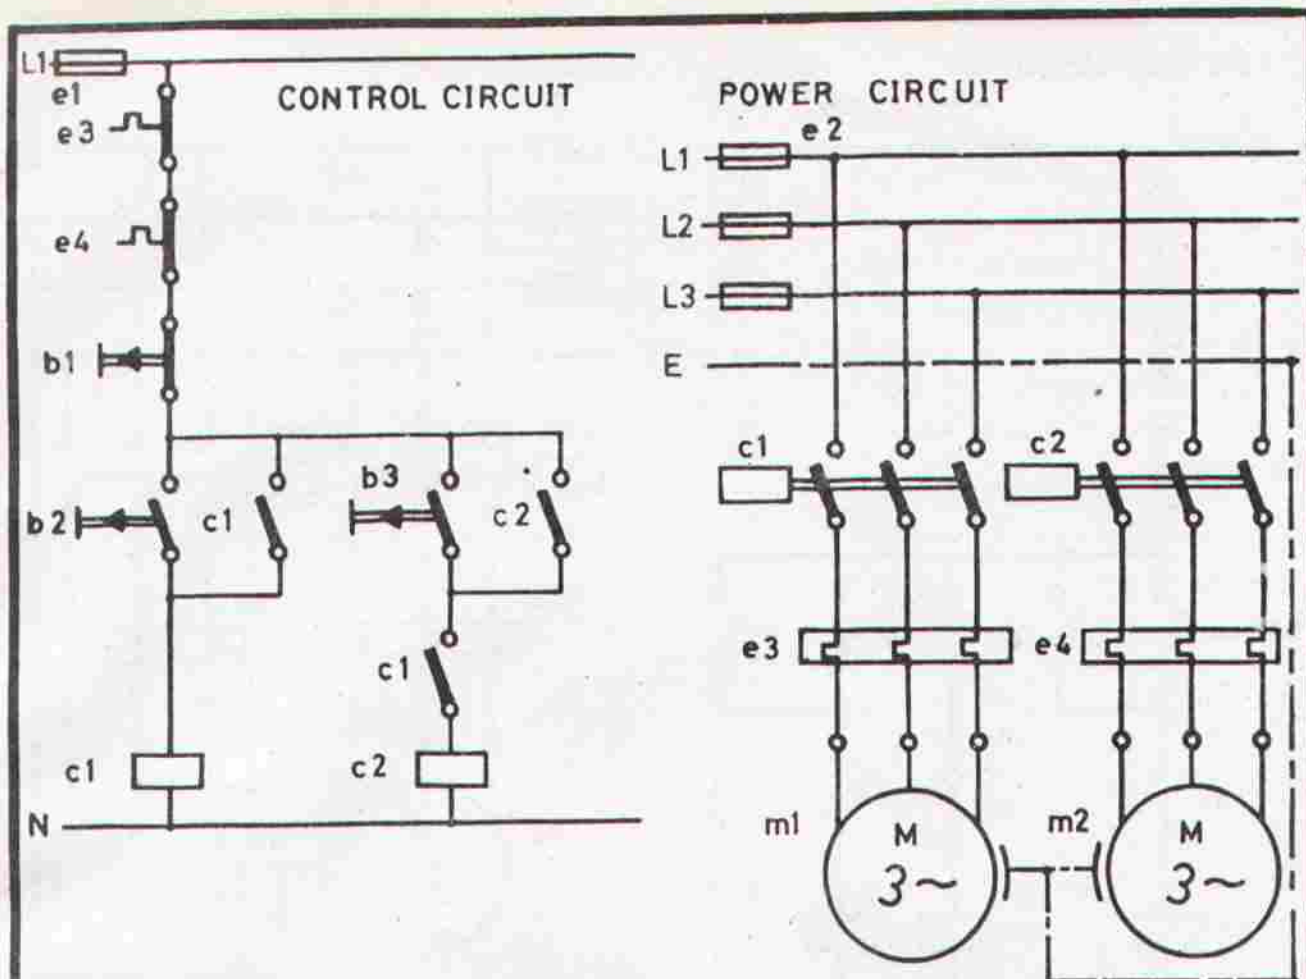 L1
e1
CONTROL CIRCUIT
e3
e4
b1
b2
c1
b3
c2
c1
c1
c2
N
POWER CIRCUIT
e2
L1
L2
L3
E
c1
c2
e3
e4
m1
M
3~
m2
M
3~